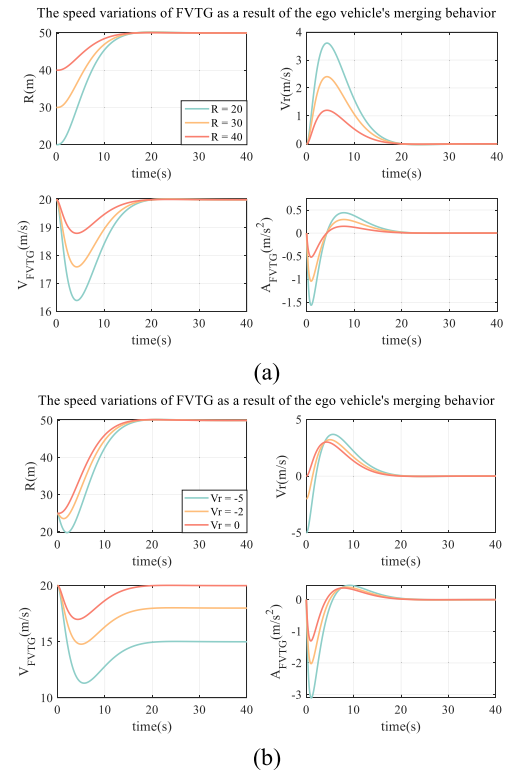 (a)
The speed variations of FVTG as a result of the ego vehicle's merging behavior
50
40
30
20
R(m)
R = 20
R = 30
R = 40
0 10 20 30 40
time(s)
4
3
2
1
0
Vr(m/s)
0 10 20 30 40
time(s)
20
19
18
17
16
V_FVTG(m/s)
0 10 20 30 40
time(s)
0.5
0
-0.5
-1
-1.5
A_FVTG(m/s²)
0 10 20 30 40
time(s)
(a)
The speed variations of FVTG as a result of the ego vehicle's merging behavior
50
40
30
20
R(m)
Vr = -5
Vr = -2
Vr = 0
0 10 20 30 40
time(s)
5
0
-5
Vr(m/s)
0 10 20 30 40
time(s)
20
15
10
V_FVTG(m/s)
0 10 20 30 40
time(s)
0
-1
-2
-3
A_FVTG(m/s²)
0 10 20 30 40
time(s)
(b)